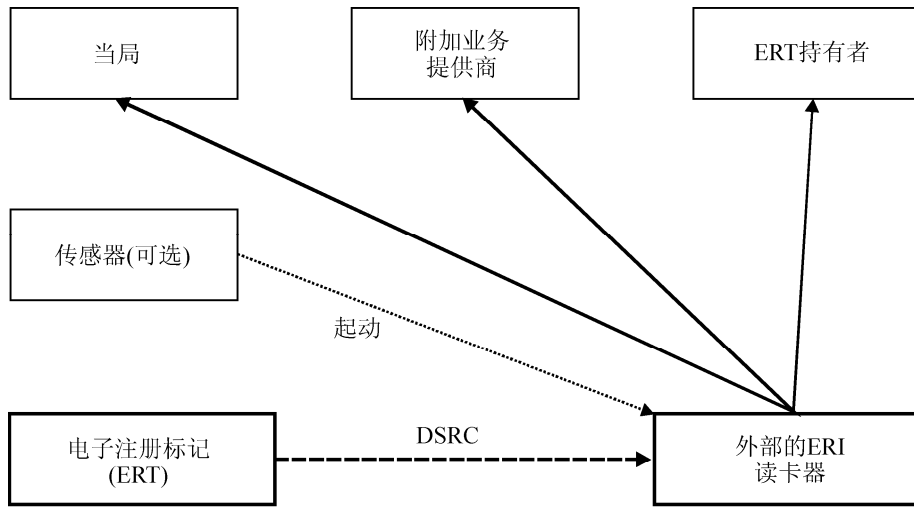 当局
附加业务
提供商
ERT持有者
传感器(可选)
起动
电子注册标记
(ERT)
DSRC
外部的ERI
读卡器